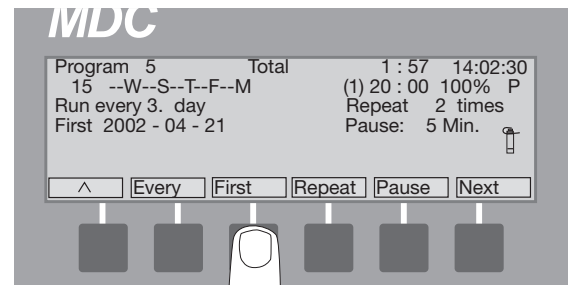 MDC
Program 5 Total 1 : 57 14:02:30
15 --W--S--T--F--M (1) 20 : 00 100% P
Run every 3. day Repeat 2 times
First 2002 - 04 - 21 Pause: 5 Min.
^ Every First Repeat Pause Next